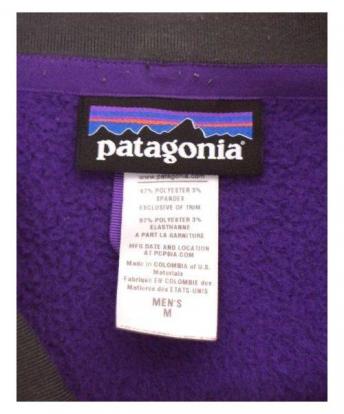 patagonia®
www.patagonia.com
97% POLYESTER 3%
SPANDEX
EXCLUSIVE OF TRIM
97% POLYESTER 3%
ELASTHANNE
A PART LA GARNITURE
MFG DATE AND LOCATION
AT PCPBIA.COM
Made in COLOMBIA of U.S.
Materials
Fabriqué EN COLOMBIE des
Matieres des ETATS-UNIS
MEN'S
M